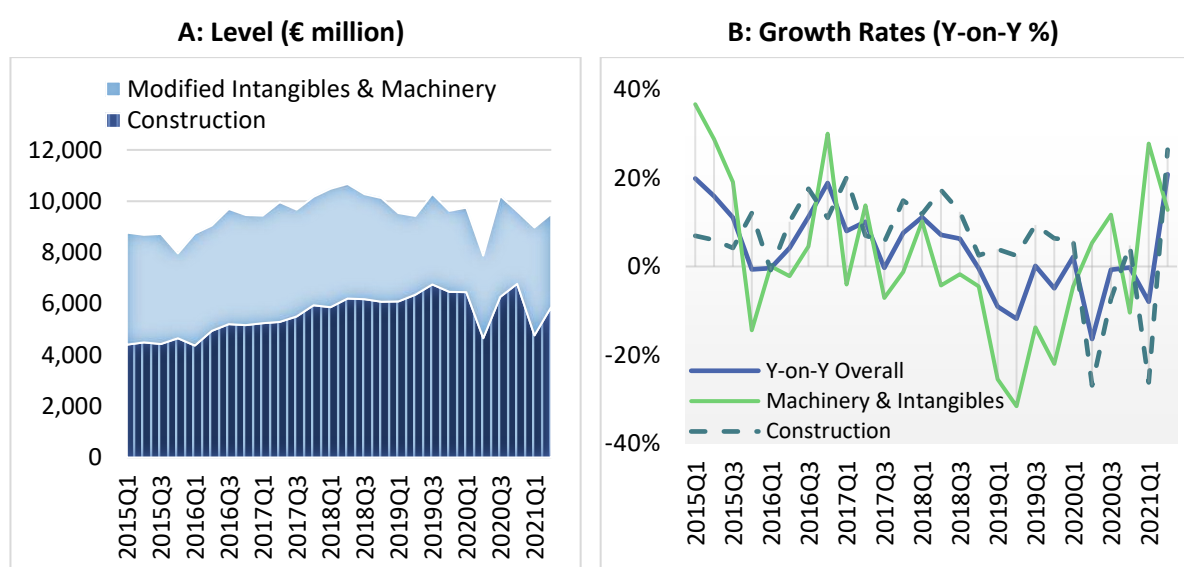 A: Level (€ million)
Modified Intangibles & Machinery
Construction
12,000
10,000
8,000
6,000
4,000
2,000
0
2015Q1
2015Q3
2016Q1
2016Q3
2017Q1
2017Q3
2018Q1
2018Q3
2019Q1
2019Q3
2020Q1
2020Q3
2021Q1
B: Growth Rates (Y-on-Y %)
40%
20%
0%
-20%
-40%
Y-on-Y Overall
Machinery & Intangibles
Construction
2015Q1
2015Q3
2016Q1
2016Q3
2017Q1
2017Q3
2018Q1
2018Q3
2019Q1
2019Q3
2020Q1
2020Q3
2021Q1